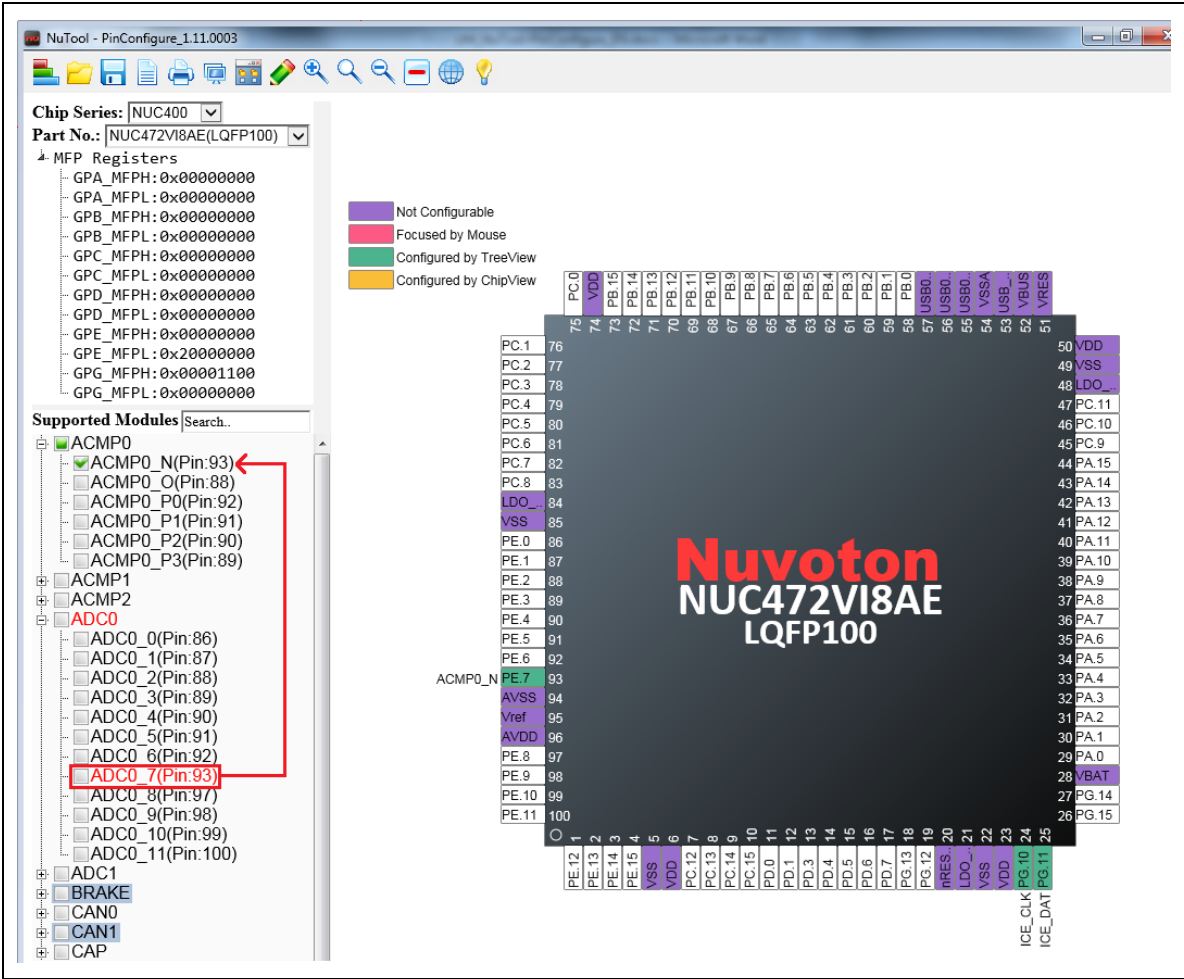 NuTool - PinConfigure_1.11.0003
Chip Series: NUC400
Part No.: NUC472VI8AE(LQFP100)
MFP Registers
GPA_MFPH:0x00000000
GPA_MFPL:0x00000000
GPB_MFPH:0x00000000
GPB_MFPL:0x00000000
GPC_MFPH:0x00000000
GPC_MFPL:0x00000000
GPD_MFPH:0x00000000
GPD_MFPL:0x00000000
GPE_MFPH:0x00000000
GPE_MFPL:0x20000000
GPG_MFPH:0x00001100
GPG_MFPL:0x00000000
Supported Modules Search..
ACMP0
ACMP0_N(Pin:93)
ACMP0_O(Pin:88)
ACMP0_P0(Pin:92)
ACMP0_P1(Pin:91)
ACMP0_P2(Pin:90)
ACMP0_P3(Pin:89)
ACMP1
ACMP2
ADC0
ADC0_0(Pin:86)
ADC0_1(Pin:87)
ADC0_2(Pin:88)
ADC0_3(Pin:89)
ADC0_4(Pin:90)
ADC0_5(Pin:91)
ADC0_6(Pin:92)
ADC0_7(Pin:93)
ADC0_8(Pin:97)
ADC0_9(Pin:98)
ADC0_10(Pin:99)
ADC0_11(Pin:100)
ADC1
BRAKE
CAN0
CAN1
CAP
Not Configurable
Focused by Mouse
Configured by TreeView
Configured by ChipView
PC.0 VDD PB.15 PB.14 PB.13 PB.12 PB.11 PB.10 PB.9 PB.8 PB.7 PB.6 PB.5 PB.4 PB.3 PB.2 PB.1 PB.0 USB0.. USB0.. USB0.. VSSA USB_.. VBUS VRES
75 74 73 72 71 70 69 68 67 66 65 64 63 62 61 60 59 58 57 56 55 54 53 52 51
PC.1 76
PC.2 77
PC.3 78
PC.4 79
PC.5 80
PC.6 81
PC.7 82
PC.8 83
LDO_.. 84
VSS 85
PE.0 86
PE.1 87
PE.2 88
PE.3 89
PE.4 90
PE.5 91
PE.6 92
ACMP0_N PE.7 93
AVSS 94
Vref 95
AVDD 96
PE.8 97
PE.9 98
PE.10 99
PE.11 100
Nuvoton
NUC472VI8AE
LQFP100
50 VDD
49 VSS
48 LDO_..
47 PC.11
46 PC.10
45 PC.9
44 PA.15
43 PA.14
42 PA.13
41 PA.12
40 PA.11
39 PA.10
38 PA.9
37 PA.8
36 PA.7
35 PA.6
34 PA.5
33 PA.4
32 PA.3
31 PA.2
30 PA.1
29 PA.0
28 VBAT
27 PG.14
26 PG.15
1 2 3 4 5 6 7 8 9 10 11 12 13 14 15 16 17 18 19 20 21 22 23 24 25
PE.12 PE.13 PE.14 PE.15 VSS VDD PC.12 PC.13 PC.14 PC.15 PD.0 PD.1 PD.3 PD.4 PD.5 PD.6 PD.7 PG.13 PG.12 nRES.. LDO_.. VSS VDD PG.10 PG.11
ICE_CLK ICE_DAT